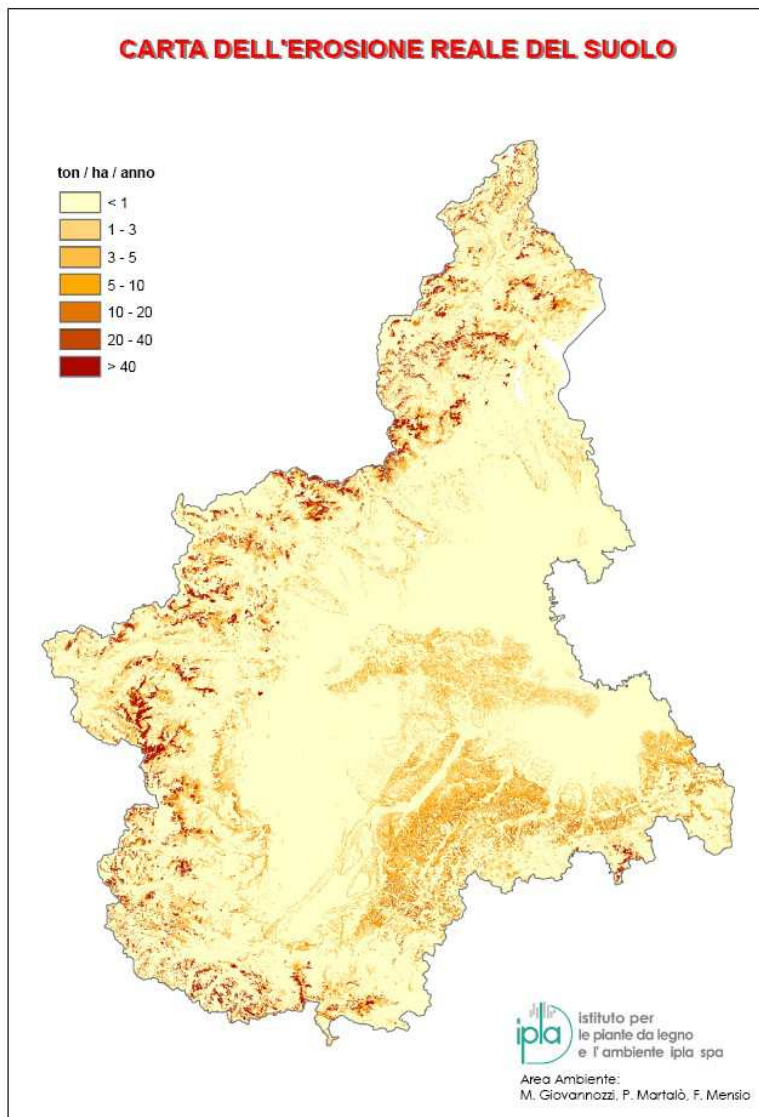 CARTA DELL'EROSIONE REALE DEL SUOLO
ton / ha / anno
< 1
1 - 3
3 - 5
5 - 10
10 - 20
20 - 40
> 40
ipla
istituto per
le piante da legno
e l' ambiente ipla spa
Area Ambiente:
M. Giovannozzi, P. Martalò, F. Mensio